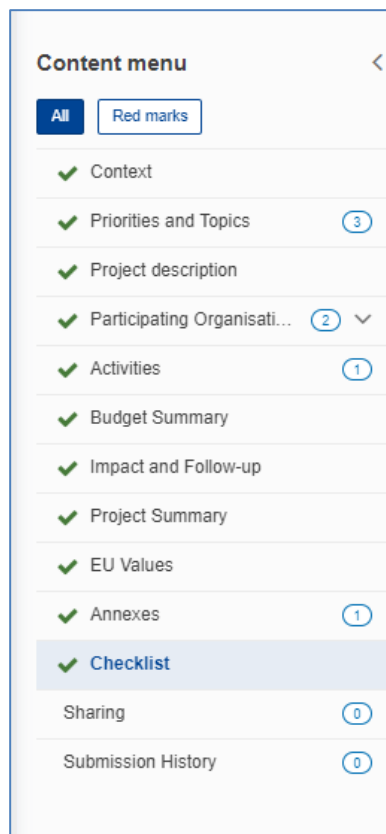 Content menu
All Red marks
Context
Priorities and Topics 3
Project description
Participating Organisati... 2
Activities 1
Budget Summary
Impact and Follow-up
Project Summary
EU Values
Annexes 1
Checklist
Sharing 0
Submission History 0